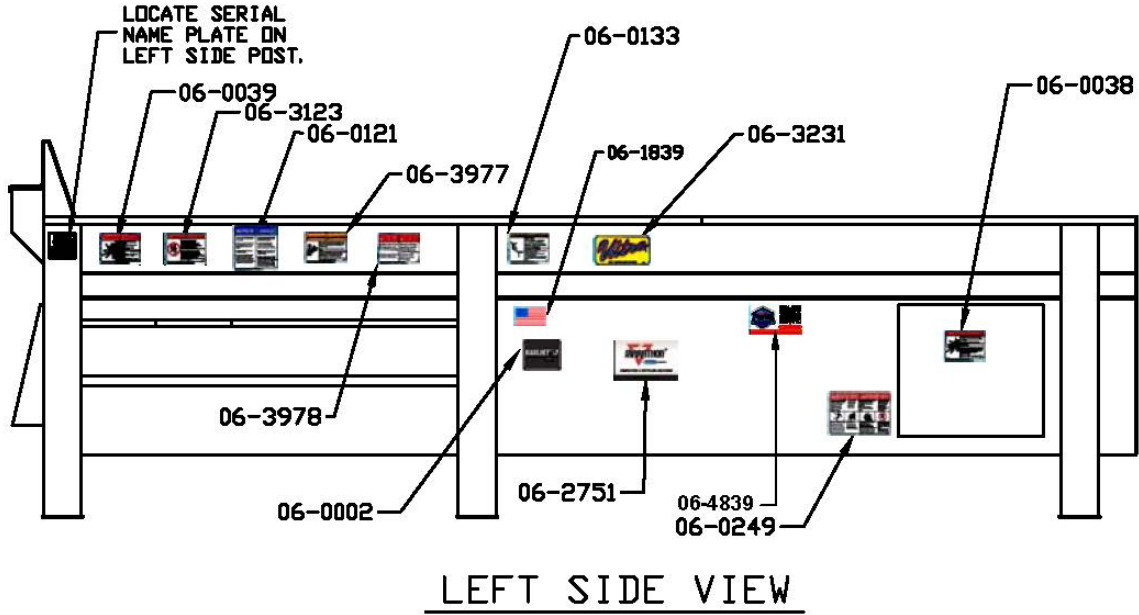 LOCATE SERIAL
NAME PLATE ON
LEFT SIDE POST.
06-0133
06-0039
06-0038
06-3123
06-0121
06-3231
06-1839
06-3977
MARATHON
06-3978
06-2751
06-4839
06-0002
06-0249
LEFT SIDE VIEW